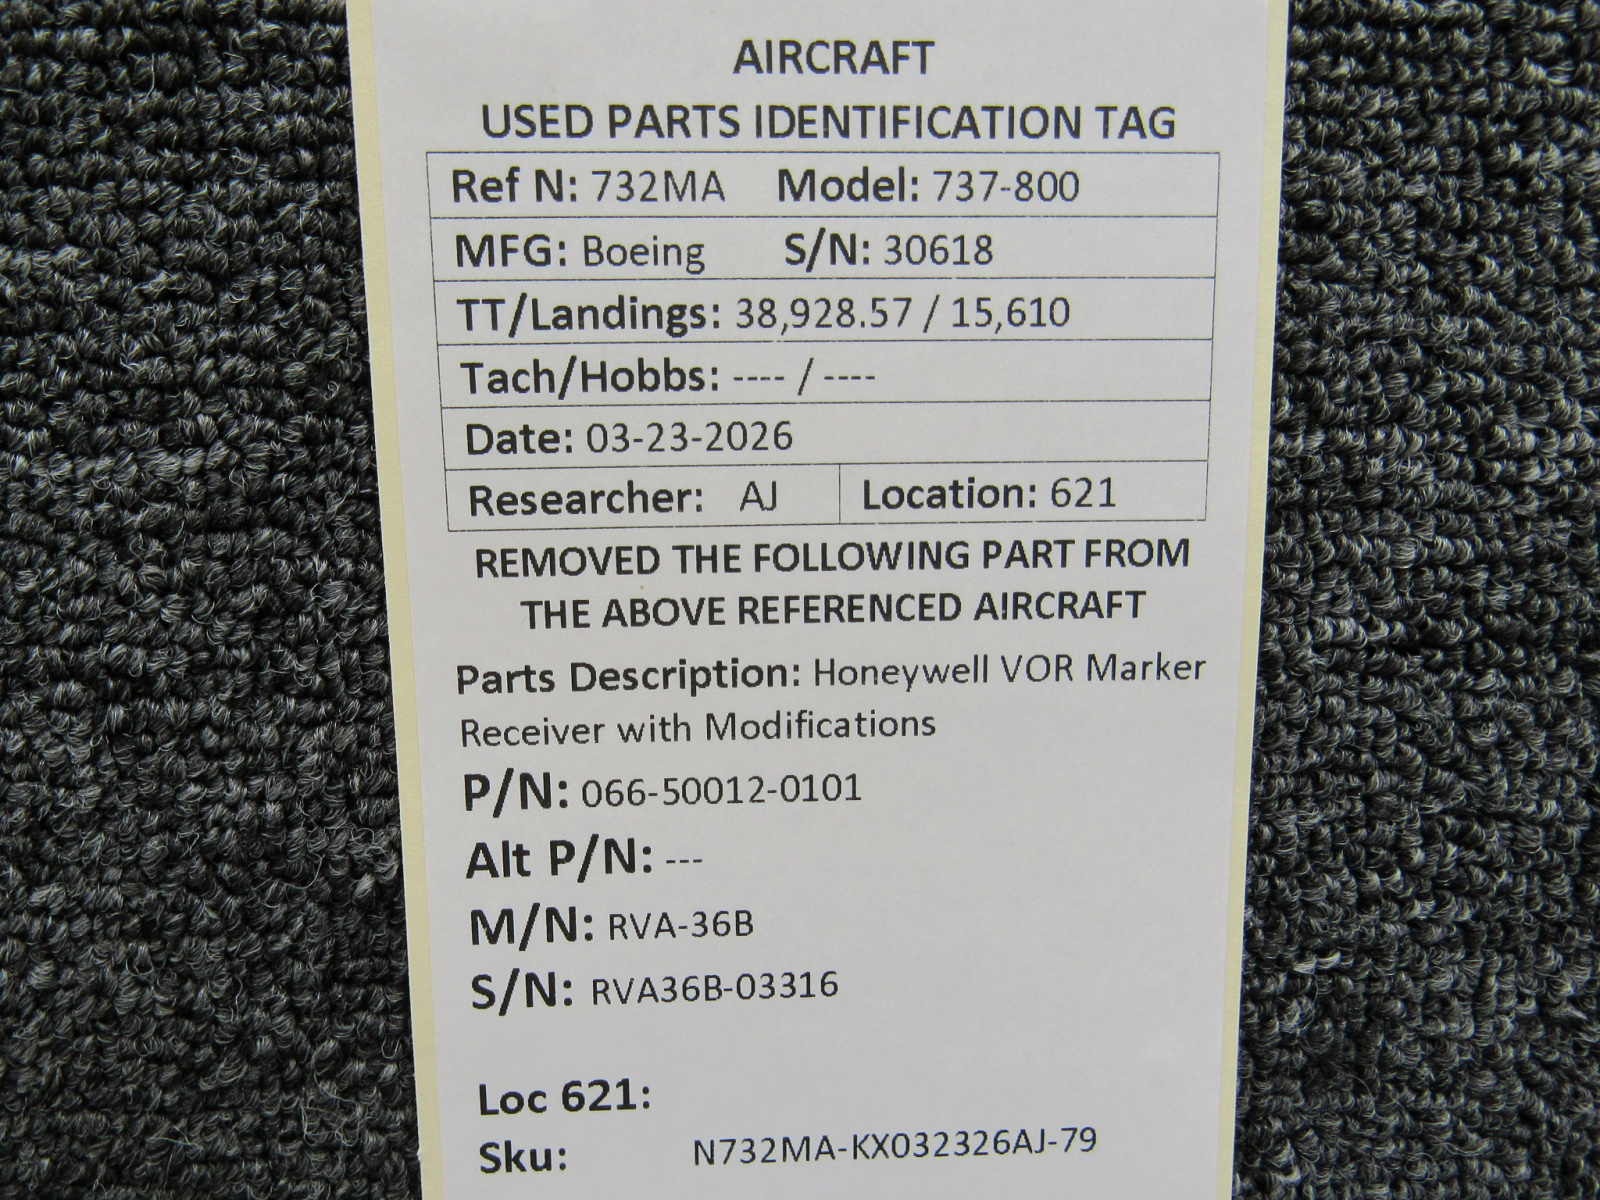 AIRCRAFT
USED PARTS IDENTIFICATION TAG
Ref N: 732MA Model: 737-800
MFG: Boeing S/N: 30618
TT/Landings: 38,928.57 / 15,610
Tach/Hobbs: ---- / ----
Date: 03-23-2026
Researcher: AJ Location: 621
REMOVED THE FOLLOWING PART FROM
THE ABOVE REFERENCED AIRCRAFT
Parts Description: Honeywell VOR Marker
Receiver with Modifications
P/N: 066-50012-0101
Alt P/N: ---
M/N: RVA-36B
S/N: RVA36B-03316
Loc 621:
Sku: N732MA-KX032326AJ-79